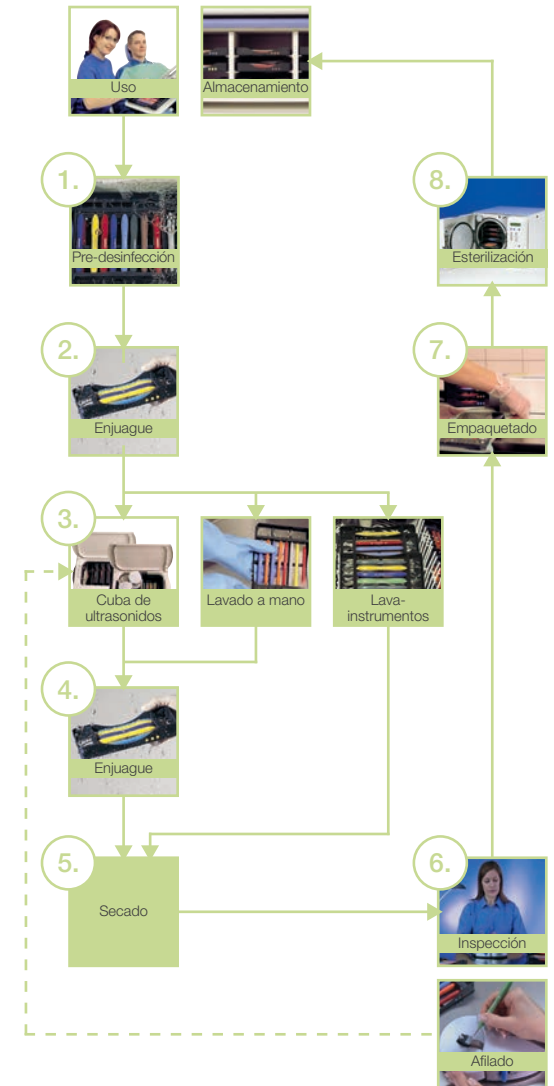 Uso
Almacenamiento
1.
Pre-desinfección
8.
Esterilización
2.
Enjuague
7.
Empaquetado
3.
Cuba de
ultrasonidos
Lavado a mano
Lava-
instrumentos
4.
Enjuague
5.
Secado
6.
Inspección
Afilado